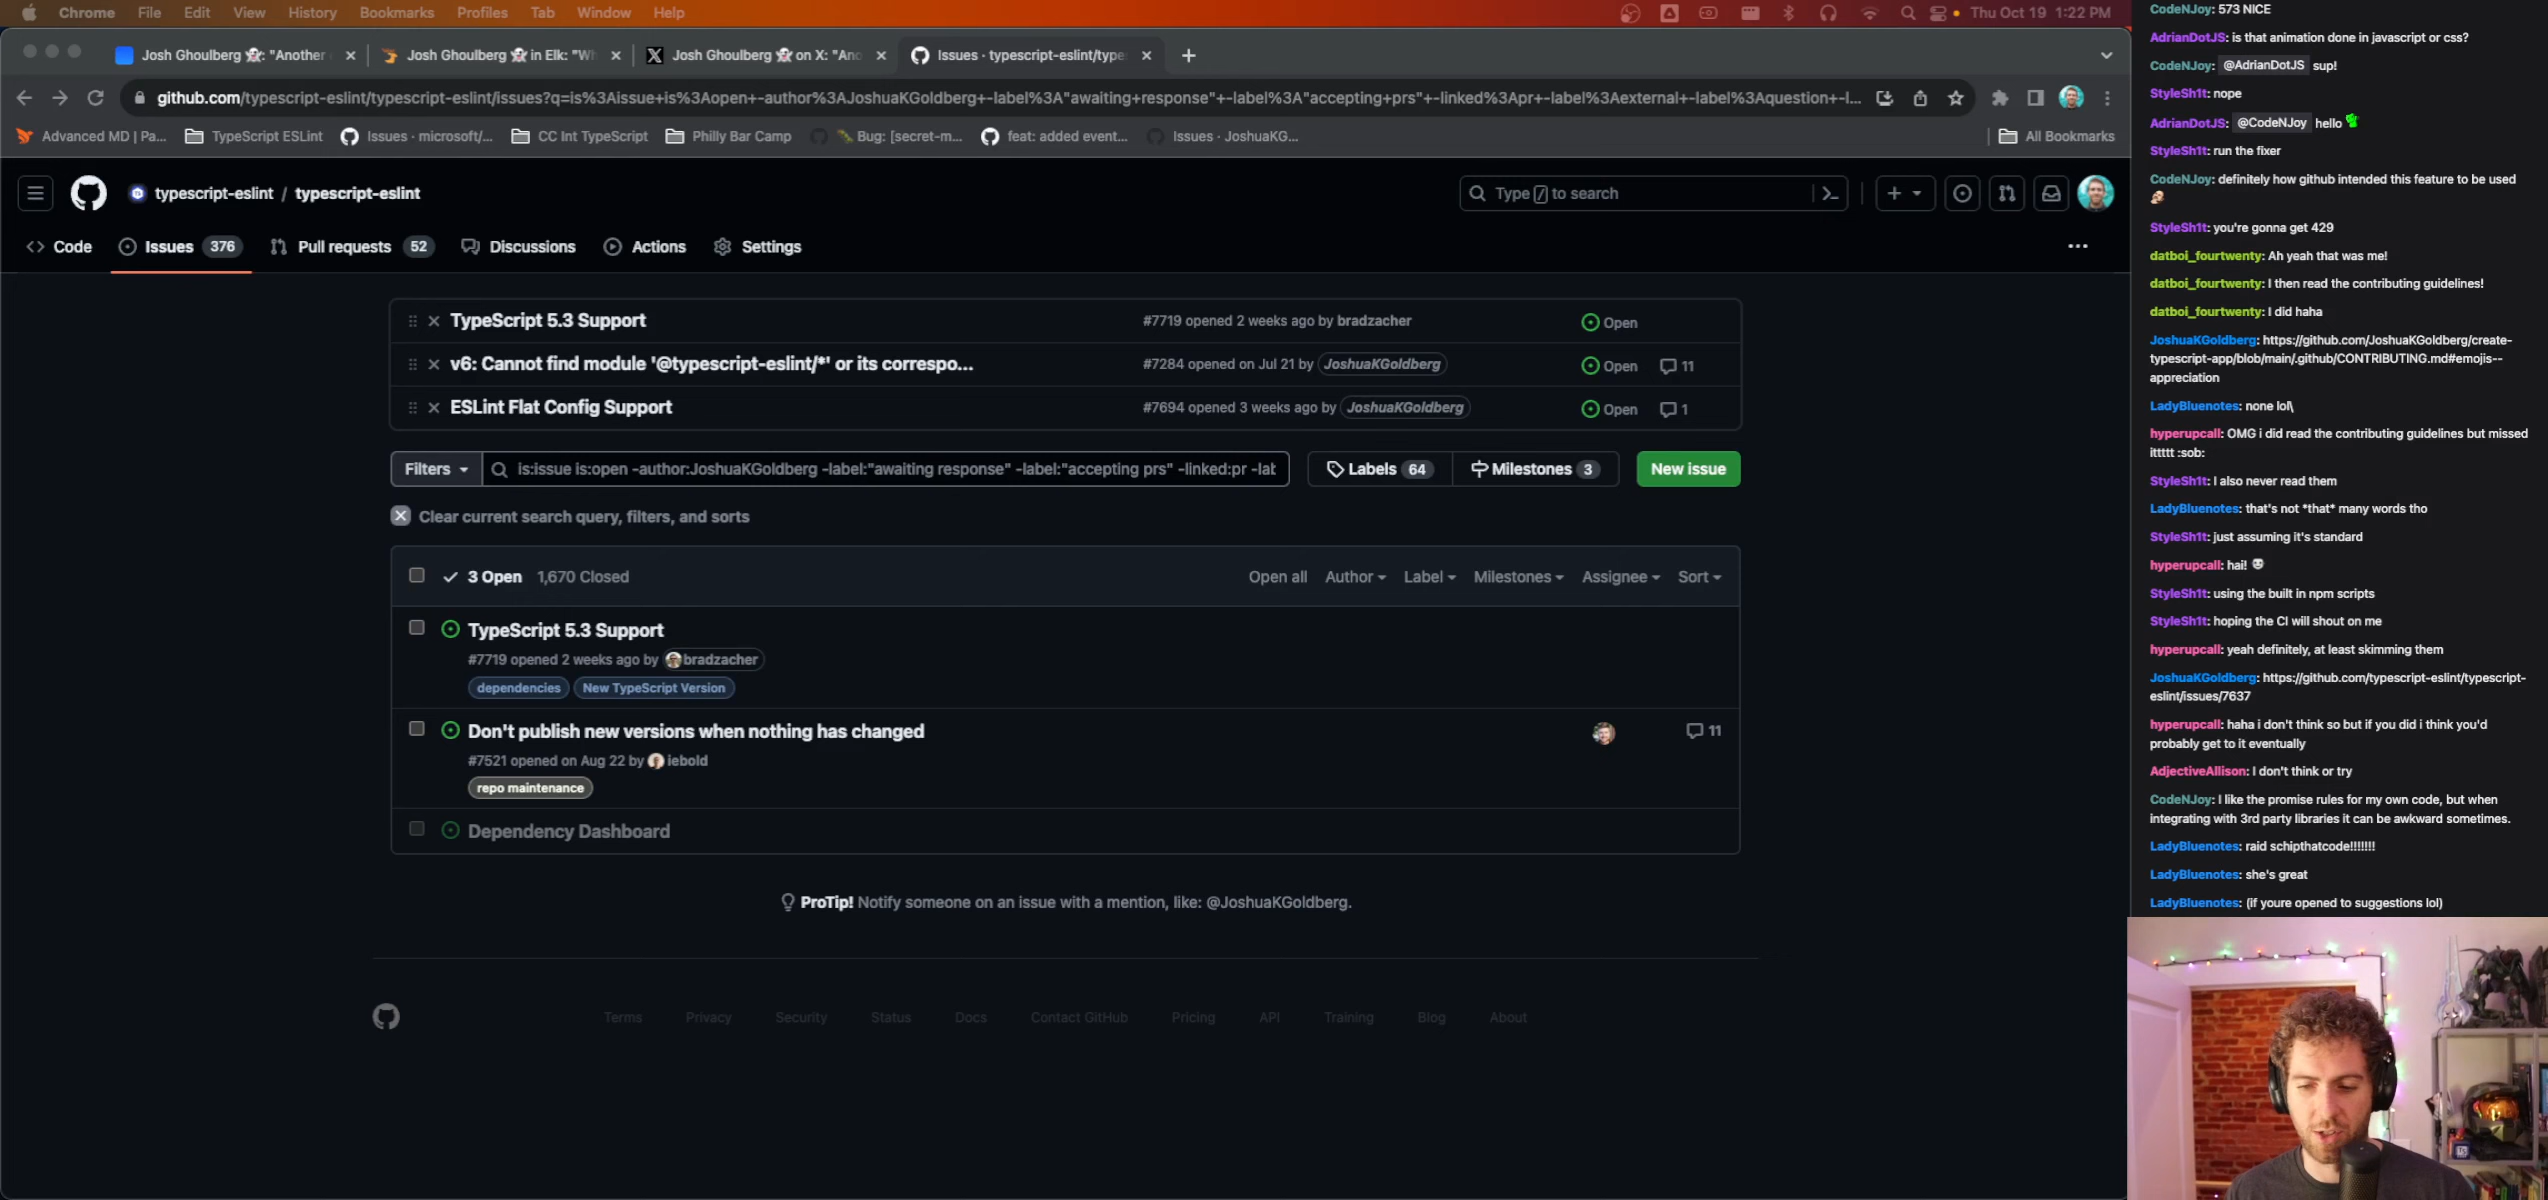 Chrome File Edit View History Bookmarks Profiles Tab Window Help
Thu Oct 19 1:22 PM
Josh Ghoulberg 👻: "Another
Josh Ghoulberg 👻 in Elk: "Wh
Josh Ghoulberg 👻 on X: "Ano
Issues · typescript-eslint/type
github.com/typescript-eslint/typescript-eslint/issues?q=is%3Aissue+is%3Aopen+-author%3AJoshuaKGoldberg+-label%3A"awaiting+response"+-label%3A"accepting+prs"+-linked%3Apr+-label%3Aexternal+-label%3Aquestion+-l...
Advanced MD | Pa...
TypeScript ESLint
Issues · microsoft/...
CC Int TypeScript
Philly Bar Camp
🐛 Bug: [secret-m...
feat: added event...
Issues · JoshuaKG...
All Bookmarks
typescript-eslint / typescript-eslint
Type / to search
Code
Issues 376
Pull requests 52
Discussions
Actions
Settings
TypeScript 5.3 Support
#7719 opened 2 weeks ago by bradzacher
Open
v6: Cannot find module '@typescript-eslint/*' or its correspo...
#7284 opened on Jul 21 by JoshuaKGoldberg
Open 11
ESLint Flat Config Support
#7694 opened 3 weeks ago by JoshuaKGoldberg
Open 1
Filters
is:issue is:open -author:JoshuaKGoldberg -label:"awaiting response" -label:"accepting prs" -linked:pr -lab
Labels 64
Milestones 3
New issue
Clear current search query, filters, and sorts
3 Open 1,670 Closed
Open all Author Label Milestones Assignee Sort
TypeScript 5.3 Support
#7719 opened 2 weeks ago by bradzacher
dependencies New TypeScript Version
Don't publish new versions when nothing has changed
11
#7521 opened on Aug 22 by iebold
repo maintenance
Dependency Dashboard
ProTip! Notify someone on an issue with a mention, like: @JoshuaKGoldberg.
Terms Privacy Security Status Docs Contact GitHub Pricing API Training Blog About
CodeNJoy: 573 NICE
AdrianDotJS: is that animation done in javascript or css?
CodeNJoy: @AdrianDotJS sup!
StyleSh1t: nope
AdrianDotJS: @CodeNJoy hello
StyleSh1t: run the fixer
CodeNJoy: definitely how github intended this feature to be used
StyleSh1t: you're gonna get 429
datboi_fourtwenty: Ah yeah that was me!
datboi_fourtwenty: I then read the contributing guidelines!
datboi_fourtwenty: I did haha
JoshuaKGoldberg: https://github.com/JoshuaKGoldberg/create-
typescript-app/blob/main/.github/CONTRIBUTING.md#emojis--
appreciation
LadyBluenotes: none lol\
hyperupcall: OMG i did read the contributing guidelines but missed
ittttt :sob:
StyleSh1t: I also never read them
LadyBluenotes: that's not *that* many words tho
StyleSh1t: just assuming it's standard
hyperupcall: hai!
StyleSh1t: using the built in npm scripts
StyleSh1t: hoping the CI will shout on me
hyperupcall: yeah definitely, at least skimming them
JoshuaKGoldberg: https://github.com/typescript-eslint/typescript-
eslint/issues/7637
hyperupcall: haha i don't think so but if you did i think you'd
probably get to it eventually
AdjectiveAllison: I don't think or try
CodeNJoy: I like the promise rules for my own code, but when
integrating with 3rd party libraries it can be awkward sometimes.
LadyBluenotes: raid schipthatcode!!!!!!!
LadyBluenotes: she's great
LadyBluenotes: (if youre opened to suggestions lol)